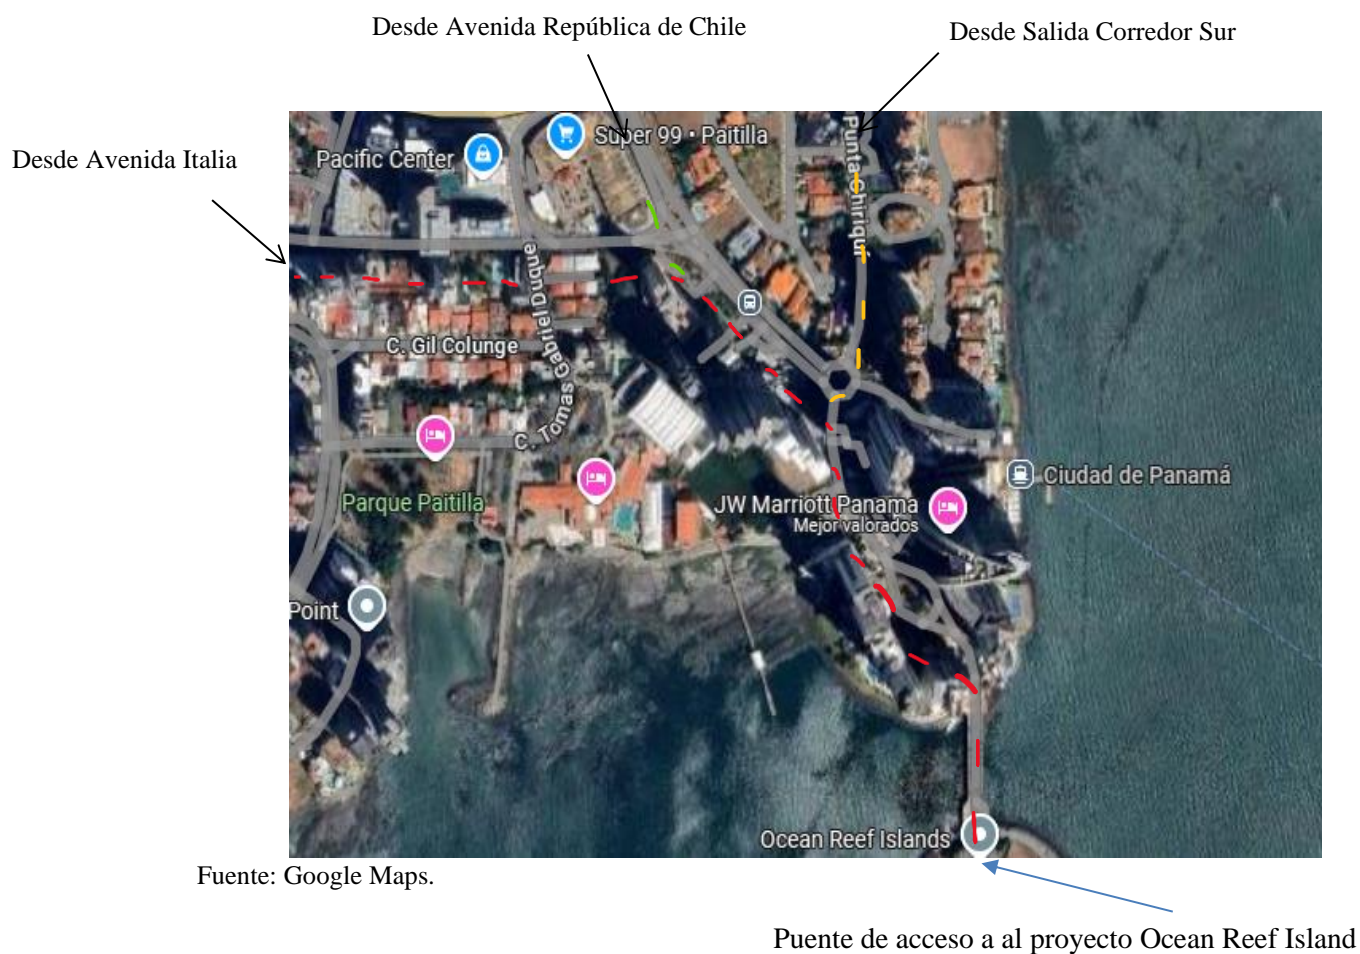 Desde Avenida República de Chile
Desde Salida Corredor Sur
Desde Avenida Italia
Super 99 • Paitilla
Pacific Center
Punta Chiriquí
C. Tomas Gabriel Duque
C. Gil Colunge
Parque Paitilla
Ciudad de Panamá
JW Marriott Panama
Mejor valorados
Point
Ocean Reef Islands
Fuente: Google Maps.
Puente de acceso a al proyecto Ocean Reef Island